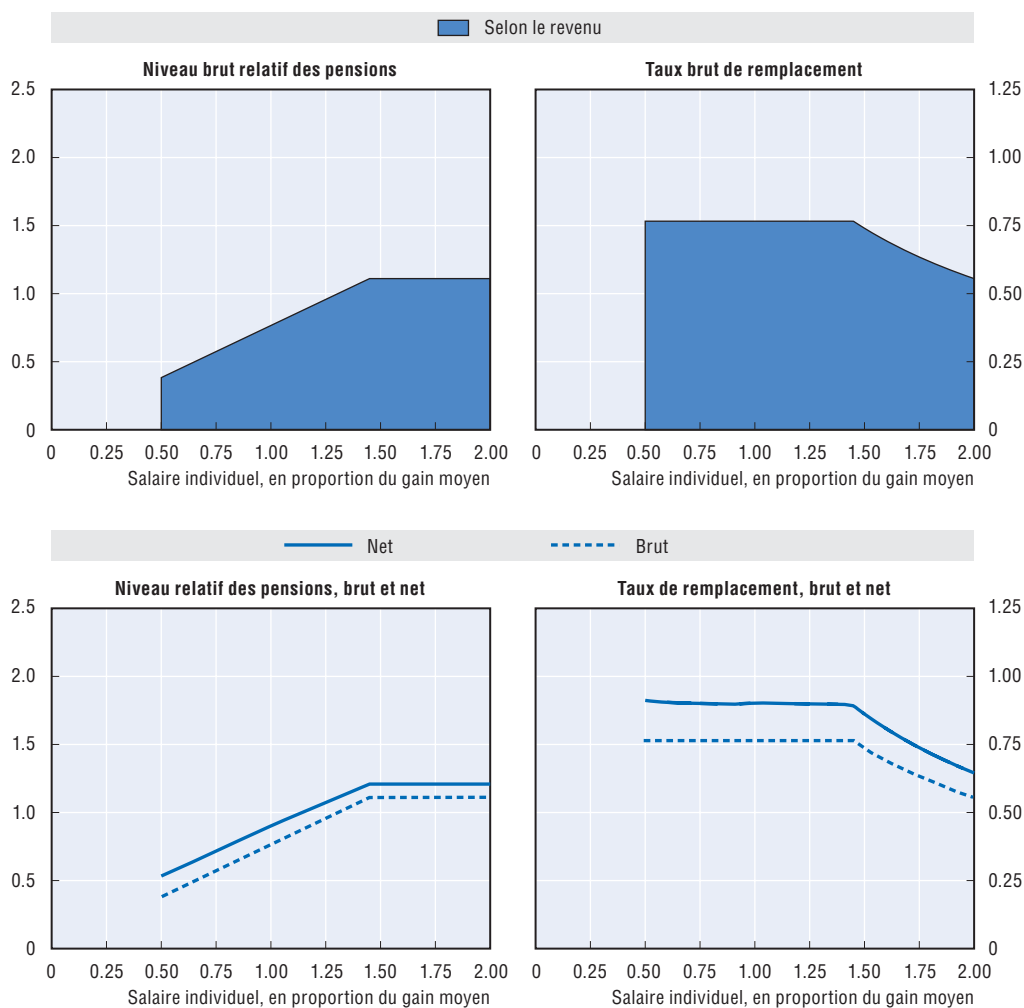 Selon le revenu
Niveau brut relatif des pensions
2.5
2.0
1.5
1.0
0.5
0
0 0.25 0.50 0.75 1.00 1.25 1.50 1.75 2.00
Salaire individuel, en proportion du gain moyen
Taux brut de remplacement
1.25
1.00
0.75
0.50
0.25
0
0 0.25 0.50 0.75 1.00 1.25 1.50 1.75 2.00
Salaire individuel, en proportion du gain moyen
Net Brut
Niveau relatif des pensions, brut et net
2.5
2.0
1.5
1.0
0.5
0
0 0.25 0.50 0.75 1.00 1.25 1.50 1.75 2.00
Salaire individuel, en proportion du gain moyen
Taux de remplacement, brut et net
1.25
1.00
0.75
0.50
0.25
0
0 0.25 0.50 0.75 1.00 1.25 1.50 1.75 2.00
Salaire individuel, en proportion du gain moyen